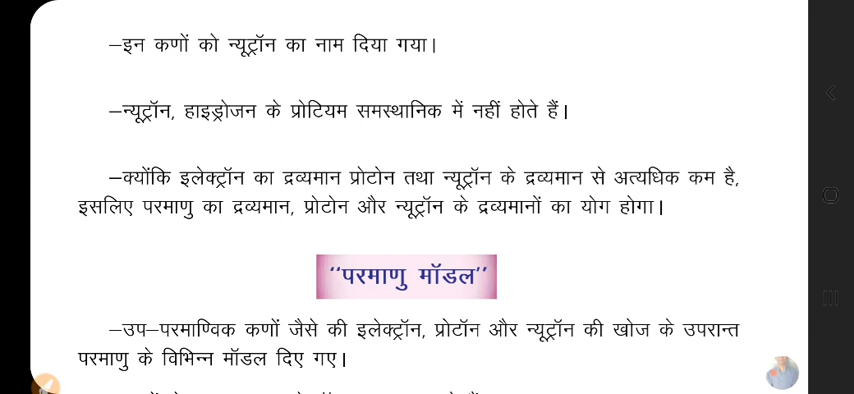 –इन कणों को न्यूट्रॉन का नाम दिया गया।
–न्यूट्रॉन, हाइड्रोजन के प्रोटियम समस्थानिक में नहीं होते हैं।
–क्योंकि इलेक्ट्रॉन का द्रव्यमान प्रोटोन तथा न्यूट्रॉन के द्रव्यमान से अत्यधिक कम है,
इसलिए परमाणु का द्रव्यमान, प्रोटोन और न्यूट्रॉन के द्रव्यमानों का योग होगा।
“परमाणु मॉडल”
–उप–परमाण्विक कणों जैसे की इलेक्ट्रॉन, प्रोटॉन और न्यूट्रॉन की खोज के उपरान्त
परमाणु के विभिन्न मॉडल दिए गए।